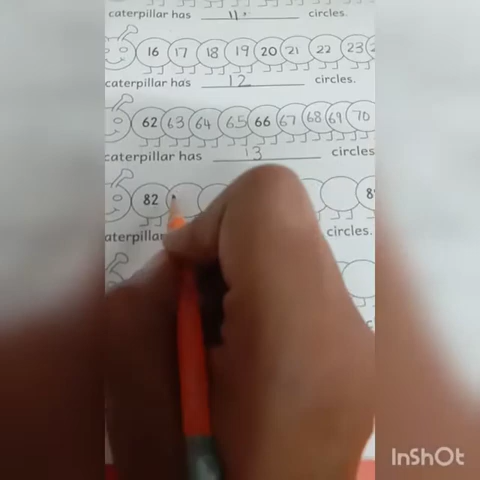 caterpillar has 11 circles.
16 17 18 19 20 21 22 23
caterpillar has 12 circles.
62 63 64 65 66 67 68 69 70
caterpillar has 13 circles
82
aterpillar circles.
InShOt